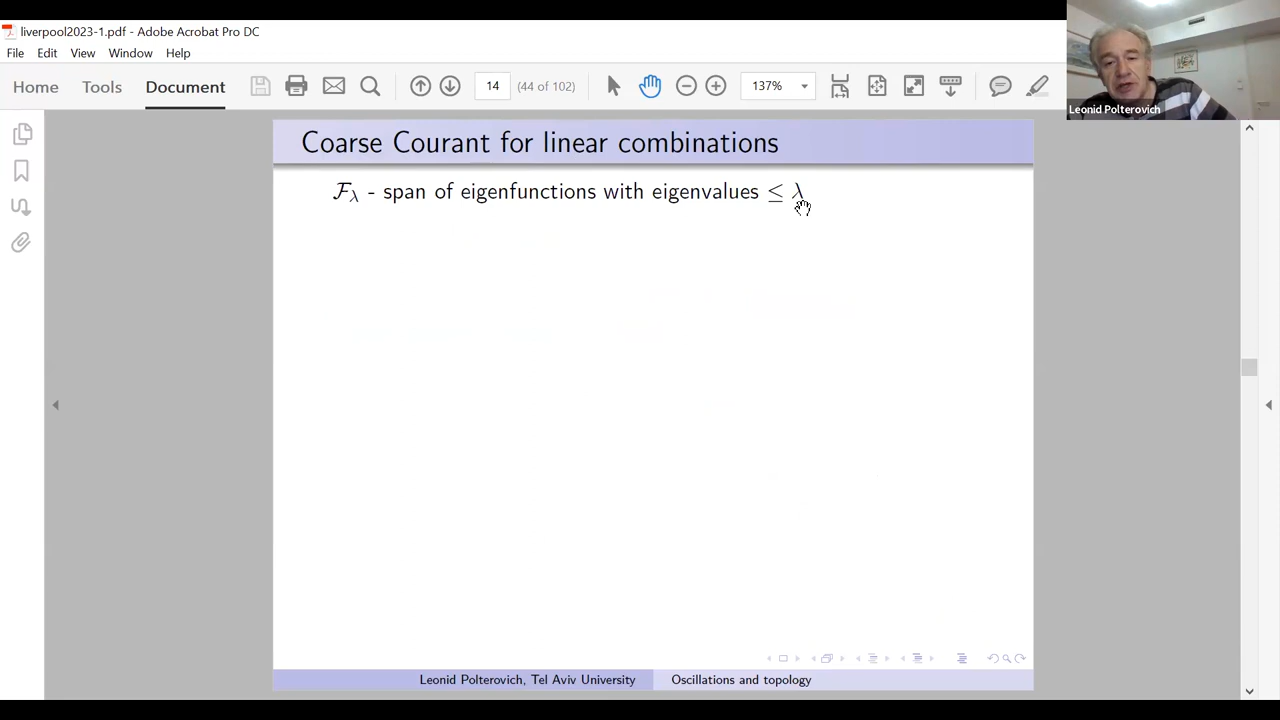 liverpool2023-1.pdf - Adobe Acrobat Pro DC
File Edit View Window Help
Home Tools Document 14 (44 of 102) 137%
Leonid Polterovich
Coarse Courant for linear combinations
𝓕λ - span of eigenfunctions with eigenvalues ≤ λ
Leonid Polterovich, Tel Aviv University Oscillations and topology